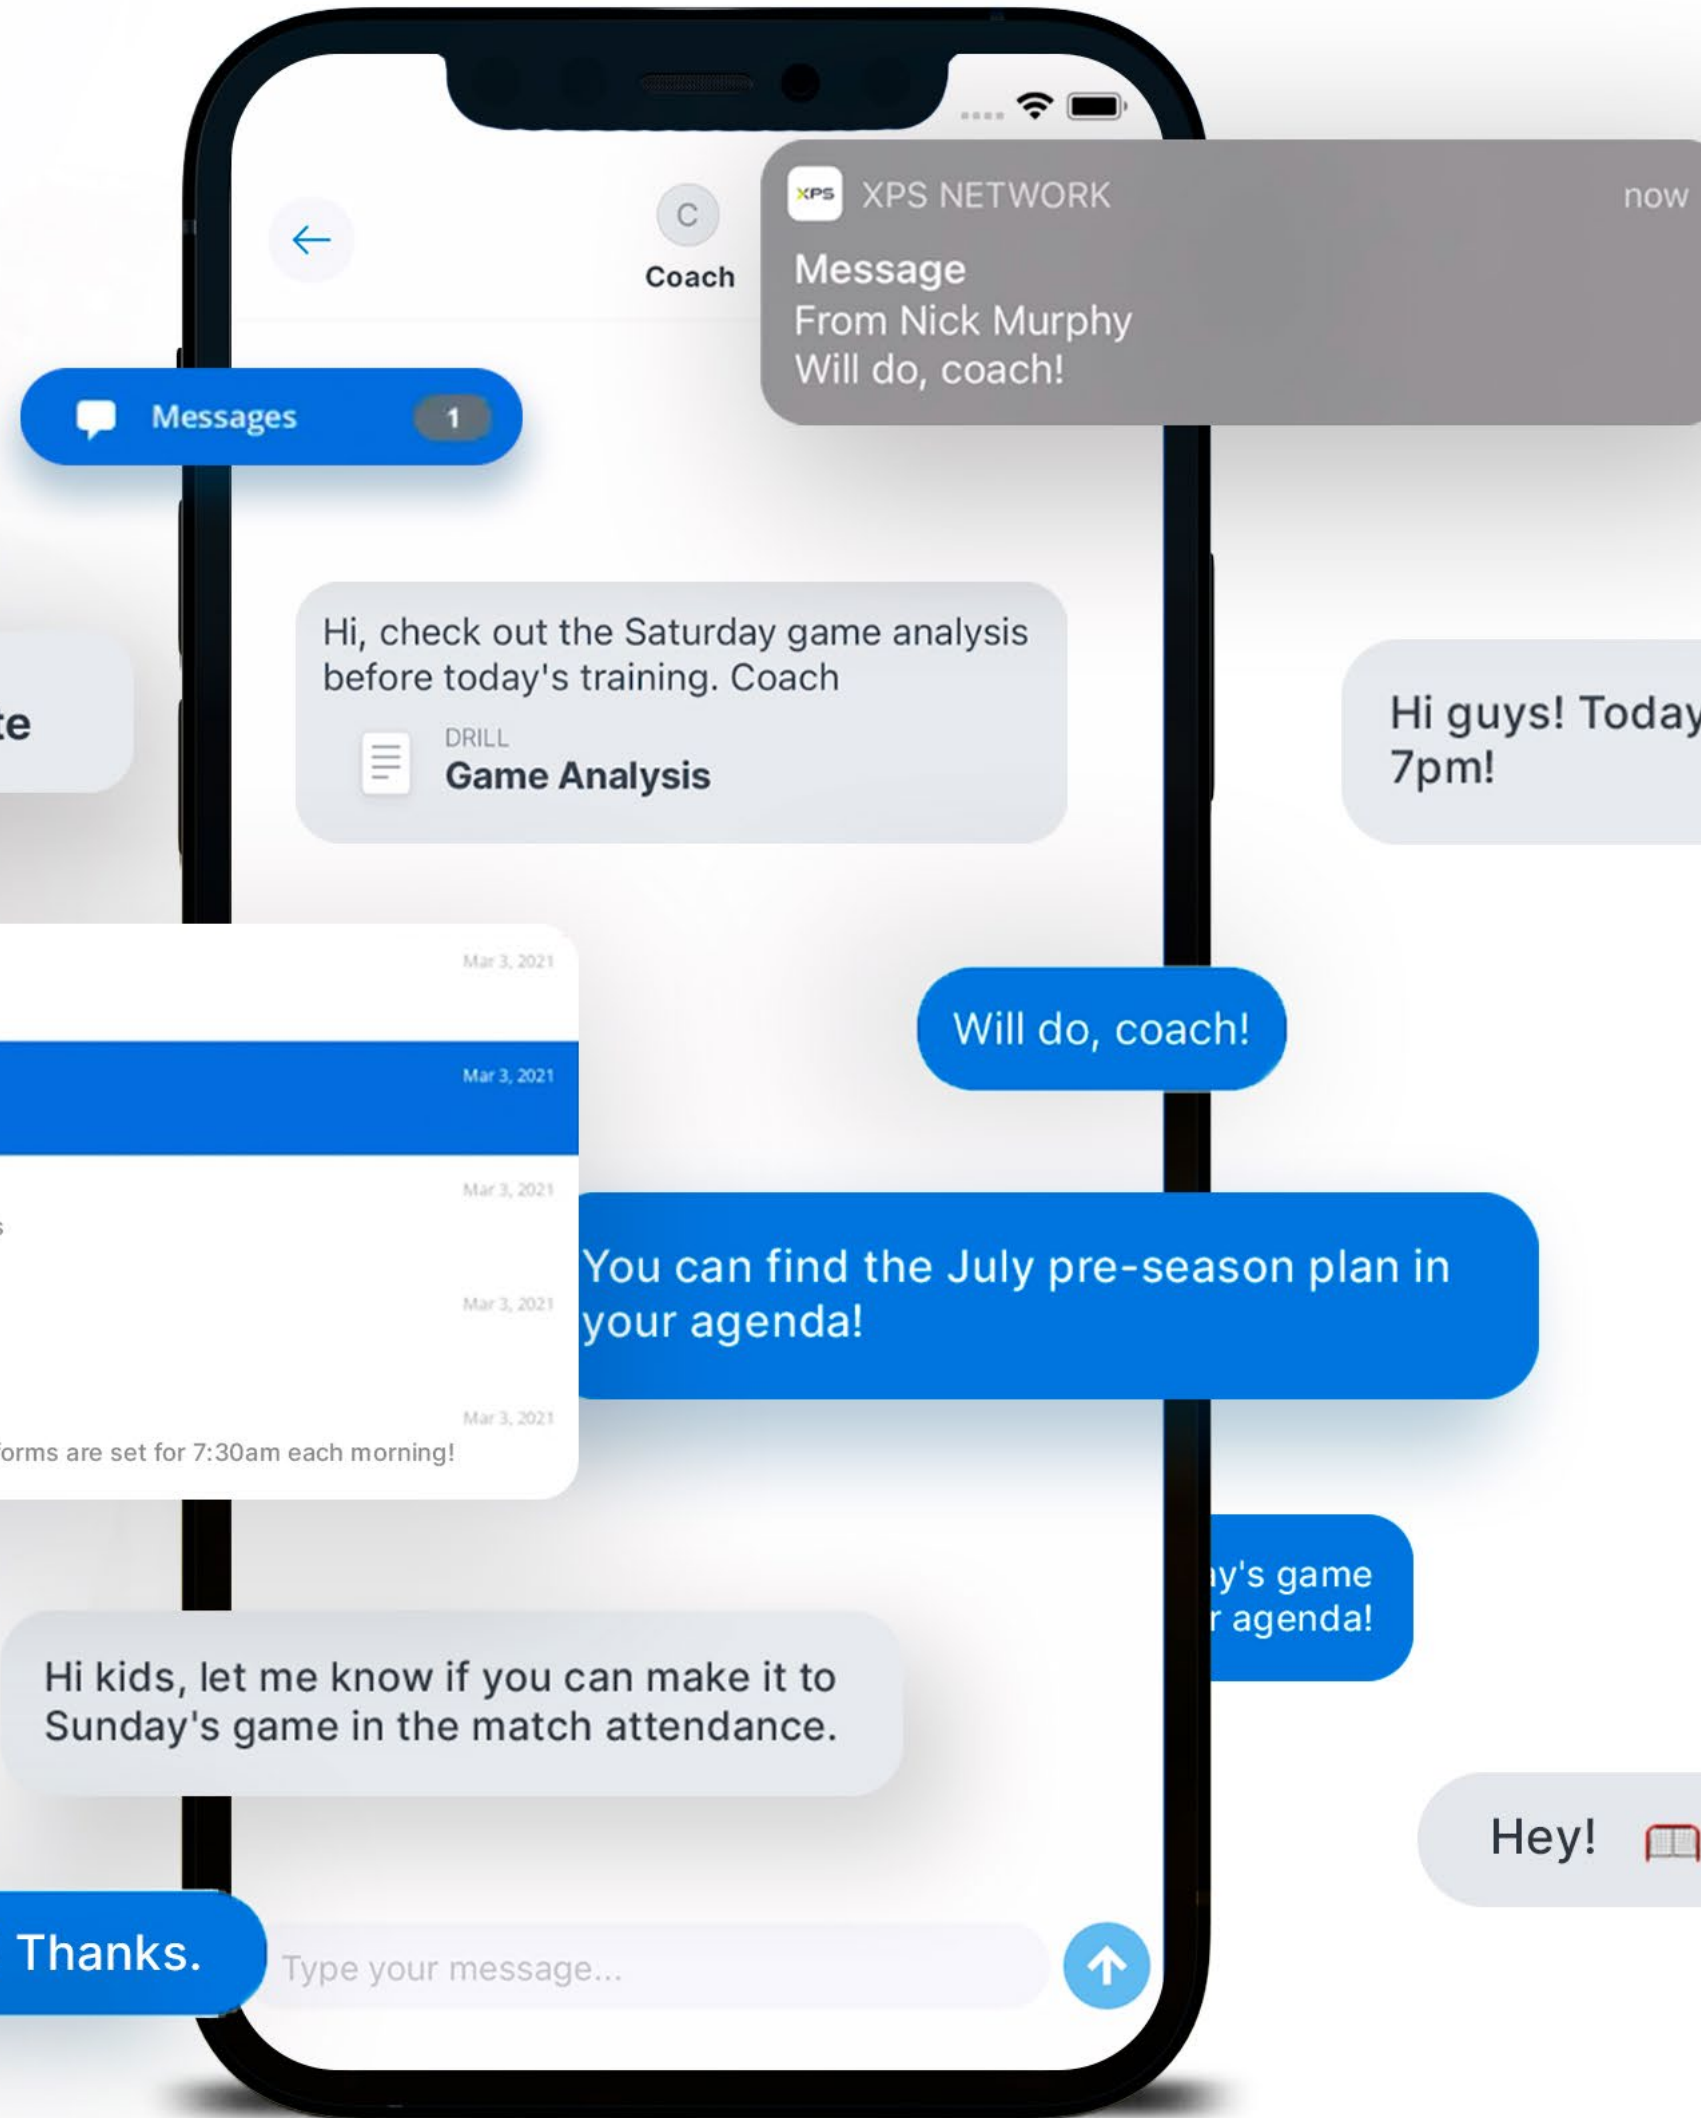 C
Coach
XPS
XPS NETWORK
now
Message
From Nick Murphy
Will do, coach!
Messages
1
Hi, check out the Saturday game analysis
before today's training. Coach
DRILL
Game Analysis
Hi guys! Today
7pm!
Mar 3, 2021
Will do, coach!
Mar 3, 2021
Mar 3, 2021
You can find the July pre-season plan in
your agenda!
Mar 3, 2021
Mar 3, 2021
are set for 7:30am each morning!
game
agenda!
Hi kids, let me know if you can make it to
Sunday's game in the match attendance.
Hey!
Thanks.
Type your message...